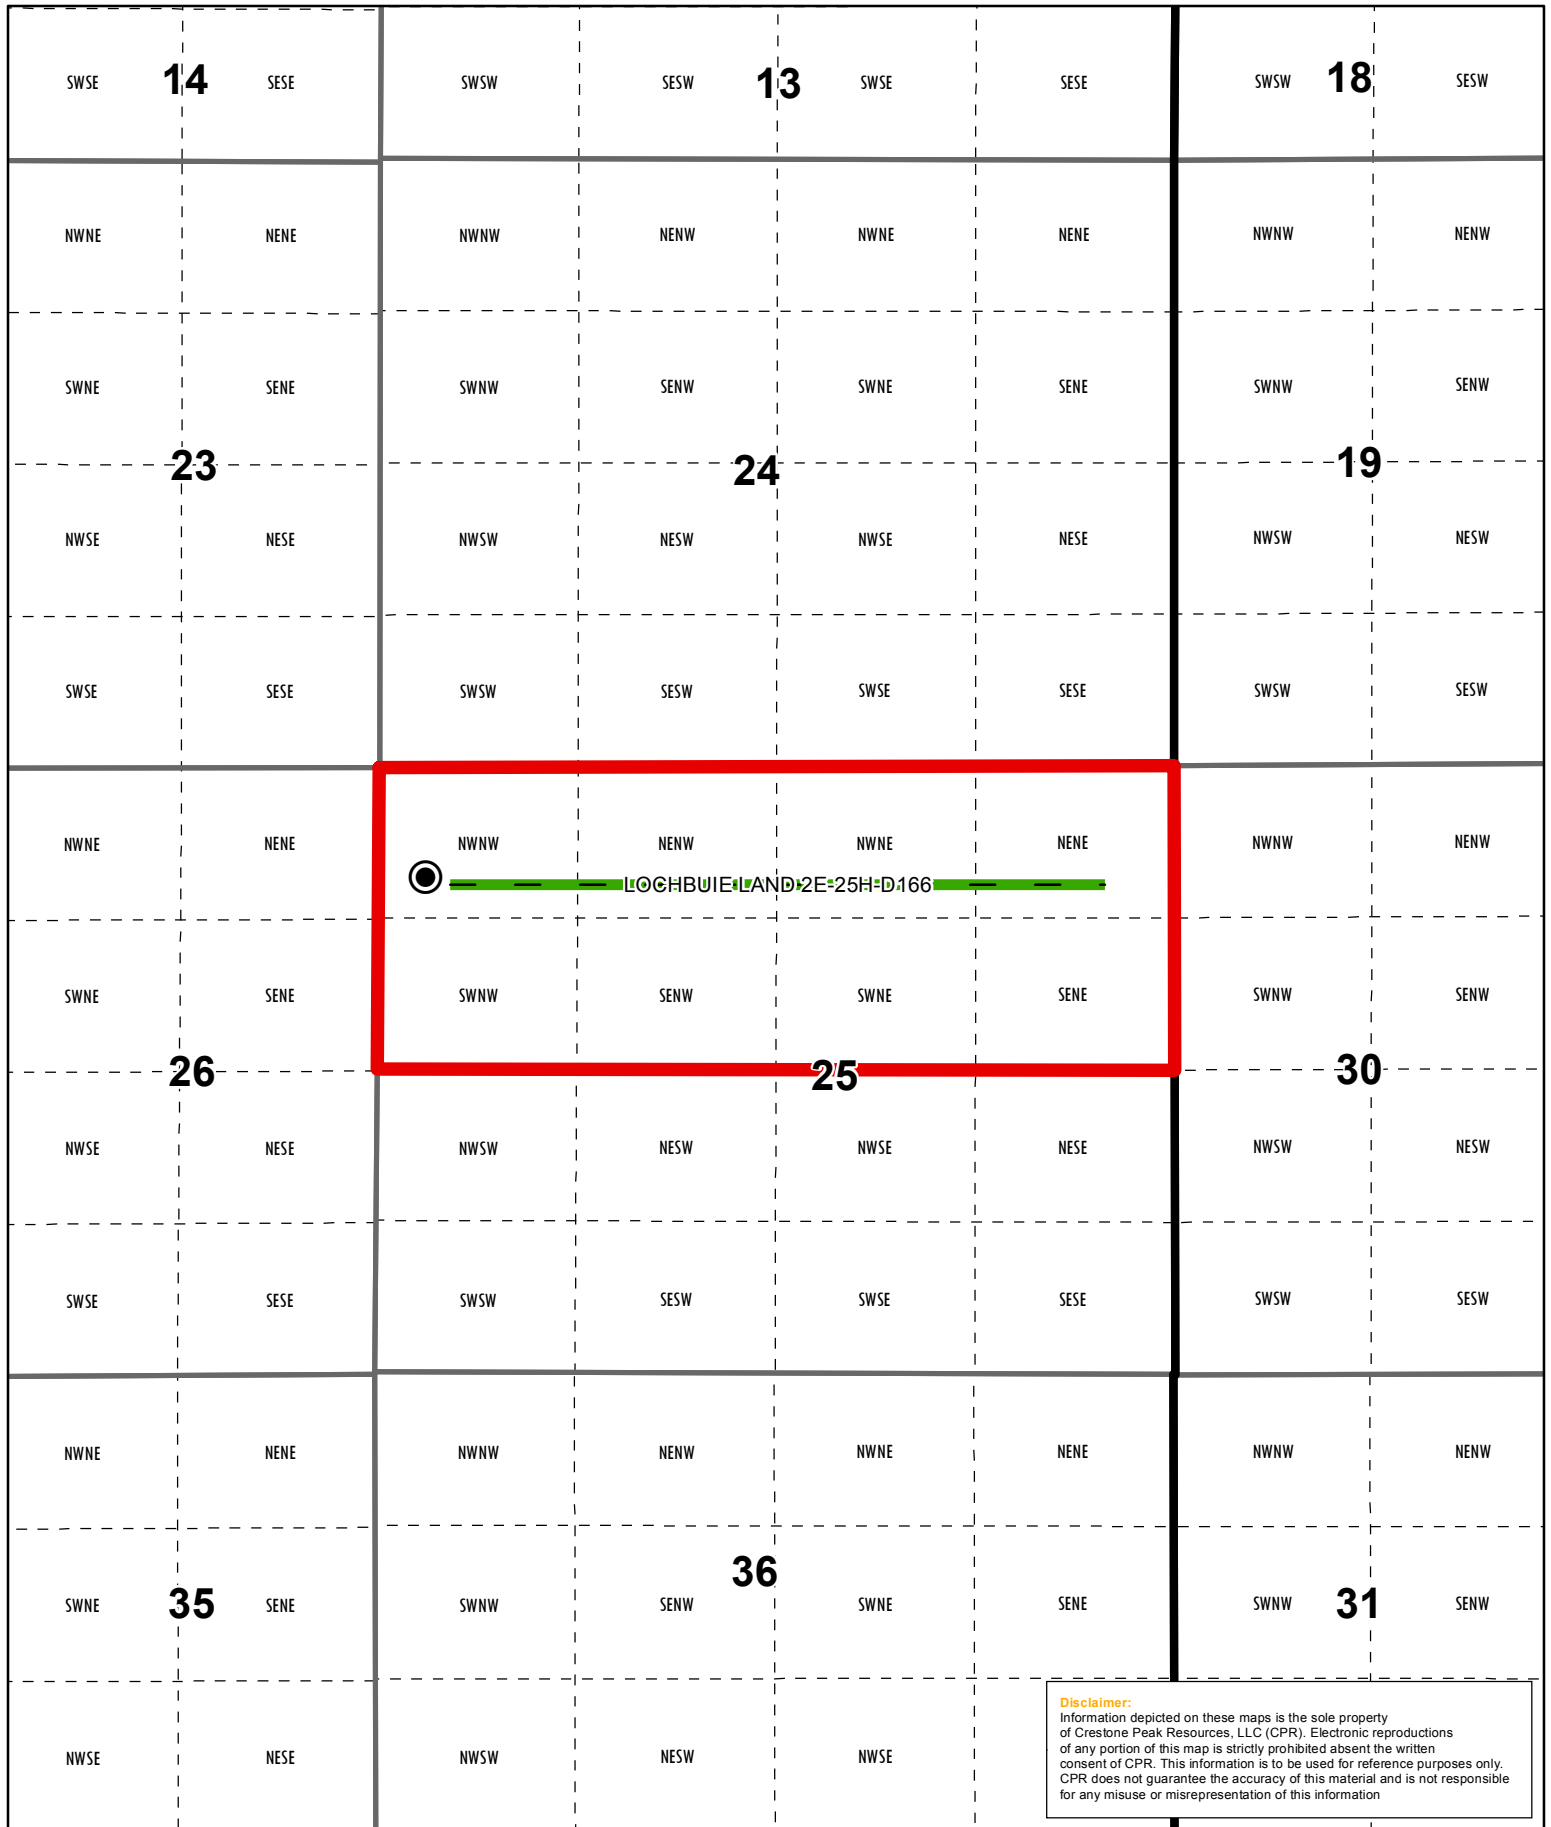 SWSE 14 SESE SWSW SESW 13 SWSE SESE SWSW 18 SESW
NWNE NENE NWNW NENW NWNE NENE NWNW NENW
SWNE SENE SWNW SENW SWNE SENE SWNW SENW
23 24 19
NWSE NESE NWSW NESW NWSE NESE NWSW NESW
SWSE SESE SWSW SESW SWSE SESE SWSW SESW
NWNE NENE NWNW NENW NWNE NENE NWNW NENW
LOCHBUIE-LAND-2E-25H-D166
SWNE SENE SWNW SENW SWNE SENE SWNW SENW
26 25 30
NWSE NESE NWSW NESW NWSE NESE NWSW NESW
SWSE SESE SWSW SESW SWSE SESE SWSW SESW
NWNE NENE NWNW NENW NWNE NENE NWNW NENW
36
SWNE 35 SENE SWNW SENW SWNE SENE SWNW 31 SENW
NWSE NESE NWSW NESW NWSE
Disclaimer:
Information depicted on these maps is the sole property
of Crestone Peak Resources, LLC (CPR). Electronic reproductions
of any portion of this map is strictly prohibited absent the written
consent of CPR. This information is to be used for reference purposes only.
CPR does not guarantee the accuracy of this material and is not responsible
for any misuse or misrepresentation of this information